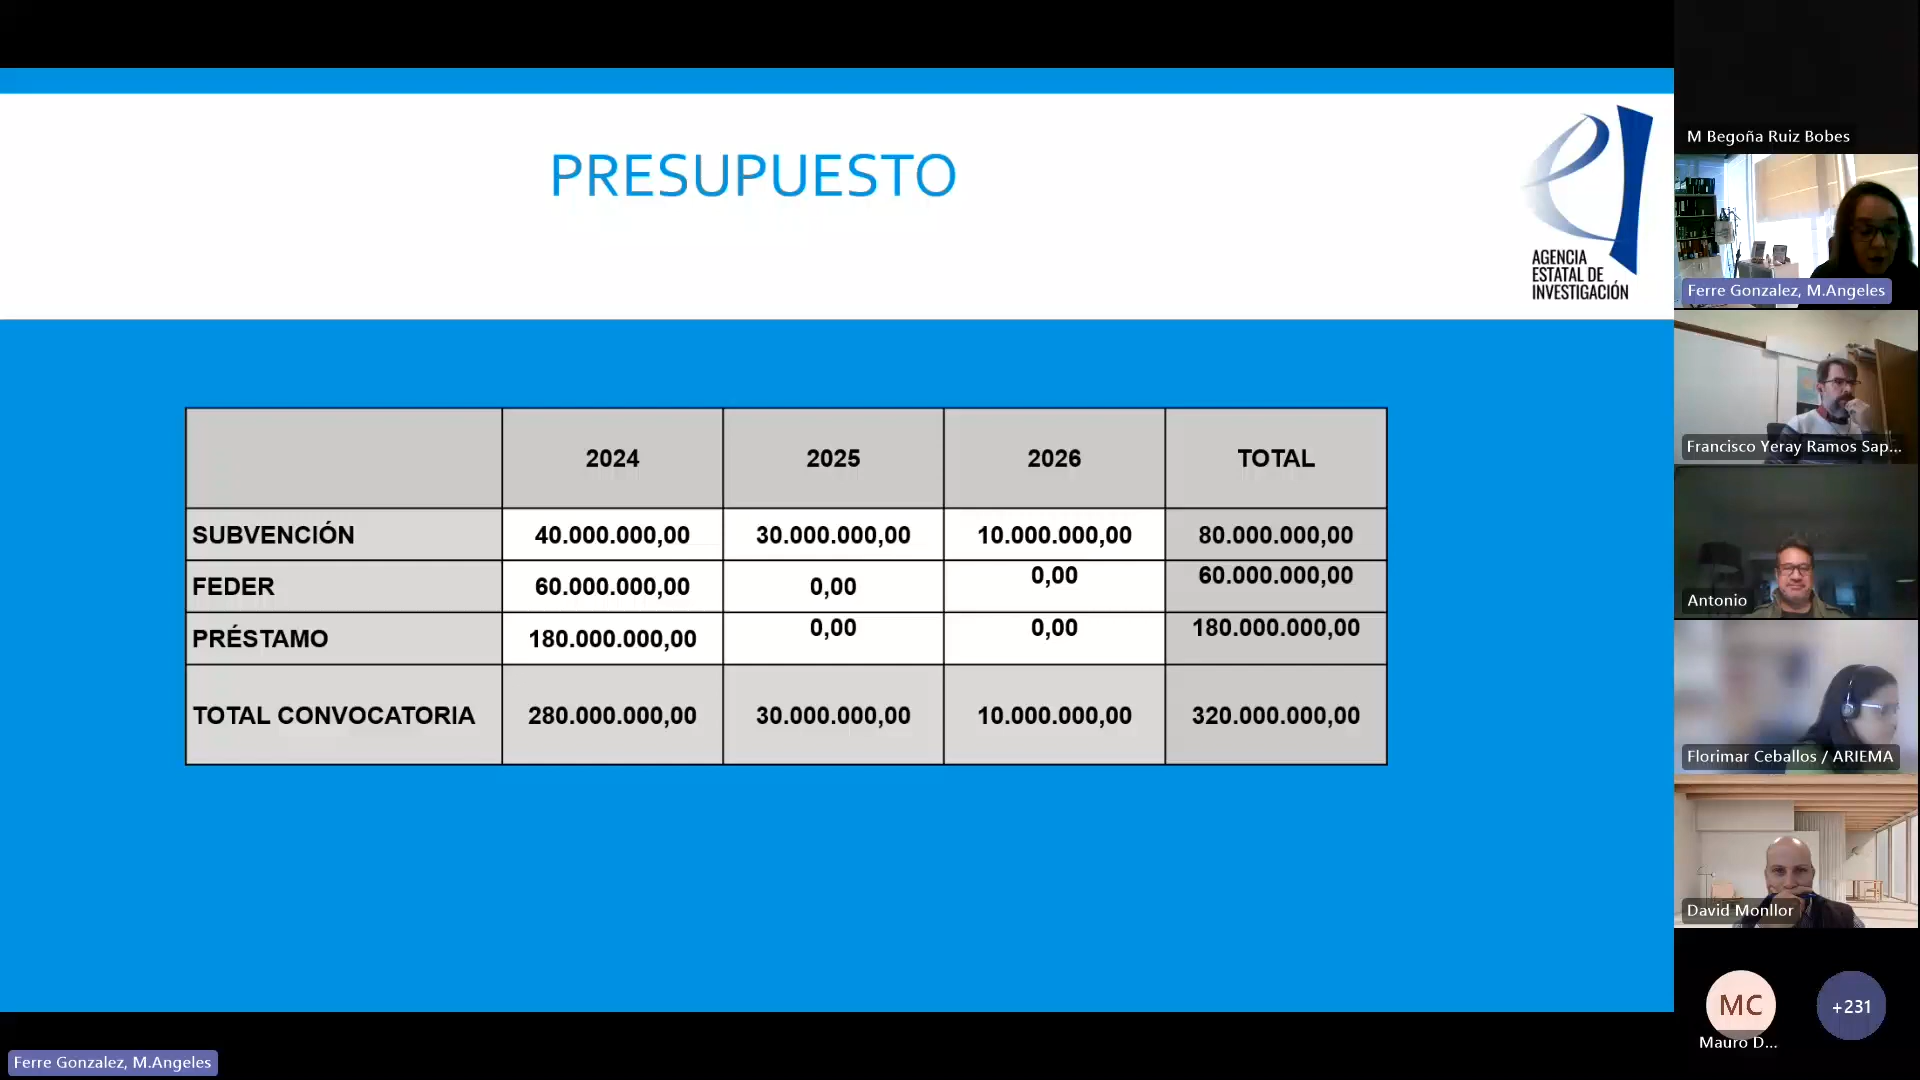 PRESUPUESTO
AGENCIA
ESTATAL DE
INVESTIGACIÓN
2024 2025 2026 TOTAL
SUBVENCIÓN 40.000.000,00 30.000.000,00 10.000.000,00 80.000.000,00
FEDER 60.000.000,00 0,00 0,00 60.000.000,00
PRÉSTAMO 180.000.000,00 0,00 0,00 180.000.000,00
TOTAL CONVOCATORIA 280.000.000,00 30.000.000,00 10.000.000,00 320.000.000,00
M Begoña Ruiz Bobes
Ferre Gonzalez, M.Angeles
Francisco Yeray Ramos Sap...
Antonio
Florimar Ceballos / ARIEMA
David Monllor
MC
+231
Mauro D...
Ferre Gonzalez, M.Angeles